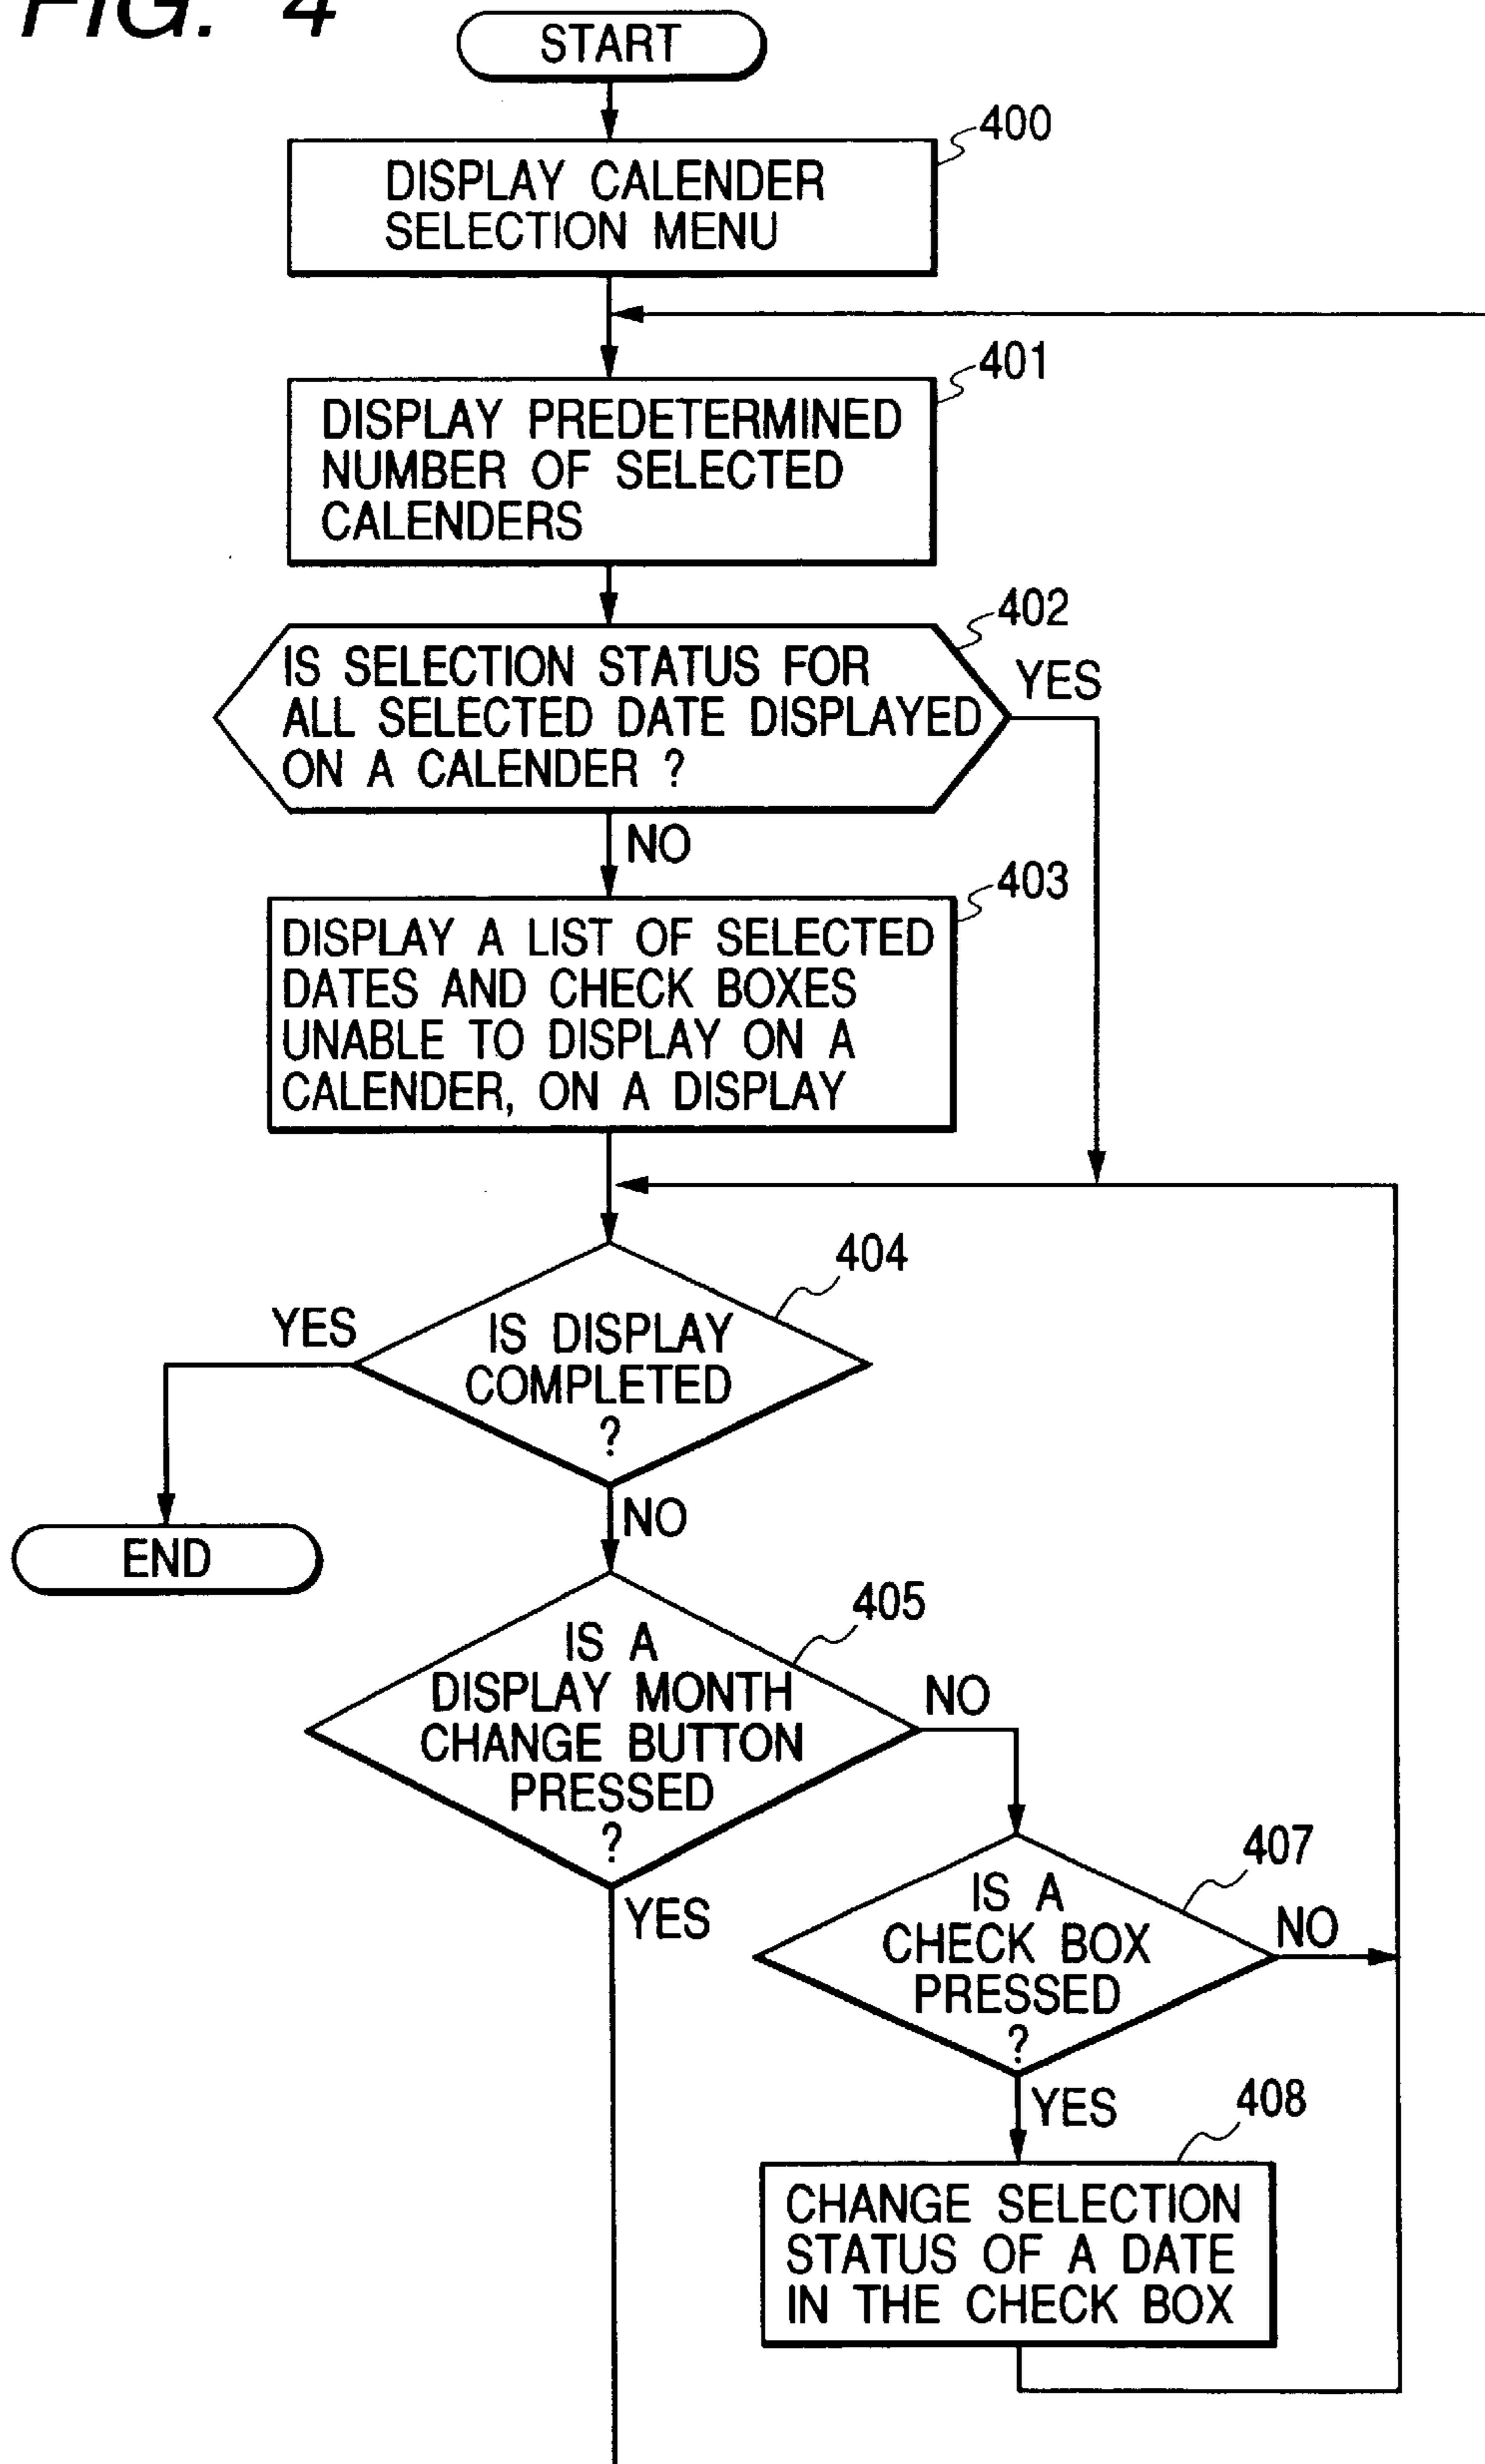 FIG. 4
START
400
DISPLAY CALENDER
SELECTION MENU
401
DISPLAY PREDETERMINED
NUMBER OF SELECTED
CALENDERS
402
IS SELECTION STATUS FOR
ALL SELECTED DATE DISPLAYED
ON A CALENDER ?
YES
NO
403
DISPLAY A LIST OF SELECTED
DATES AND CHECK BOXES
UNABLE TO DISPLAY ON A
CALENDER, ON A DISPLAY
404
IS DISPLAY
COMPLETED
?
YES
END
NO
405
IS A
DISPLAY MONTH
CHANGE BUTTON
PRESSED
?
NO
YES
407
IS A
CHECK BOX
PRESSED
?
NO
YES
408
CHANGE SELECTION
STATUS OF A DATE
IN THE CHECK BOX